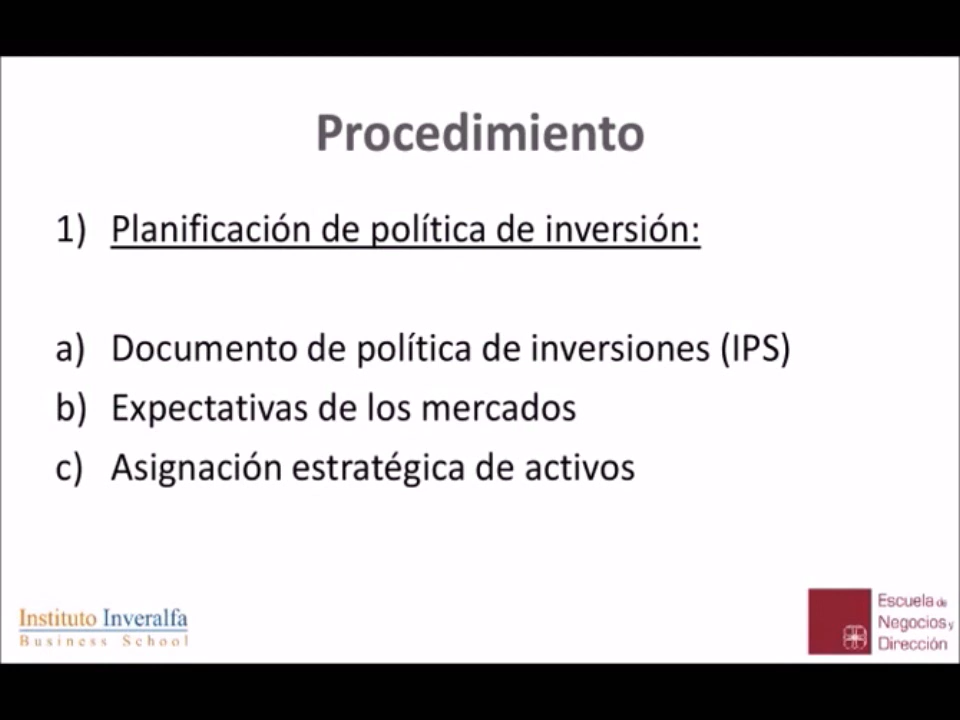 Procedimiento
1) Planificación de política de inversión:
a) Documento de política de inversiones (IPS)
b) Expectativas de los mercados
c) Asignación estratégica de activos
Instituto Inveralfa
Business School
Escuela de
Negocios y
Dirección